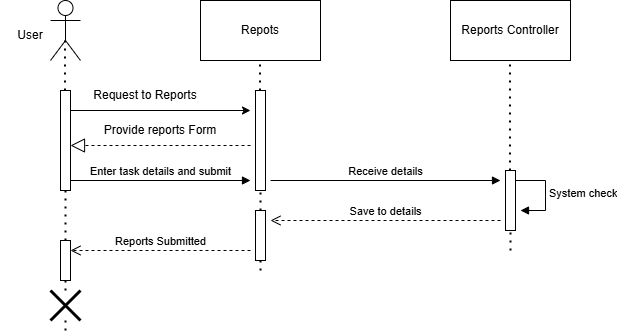 User
Repots
Reports Controller
Request to Reports
Provide reports Form
Enter task details and submit
Receive details
System check
Save to details
Reports Submitted